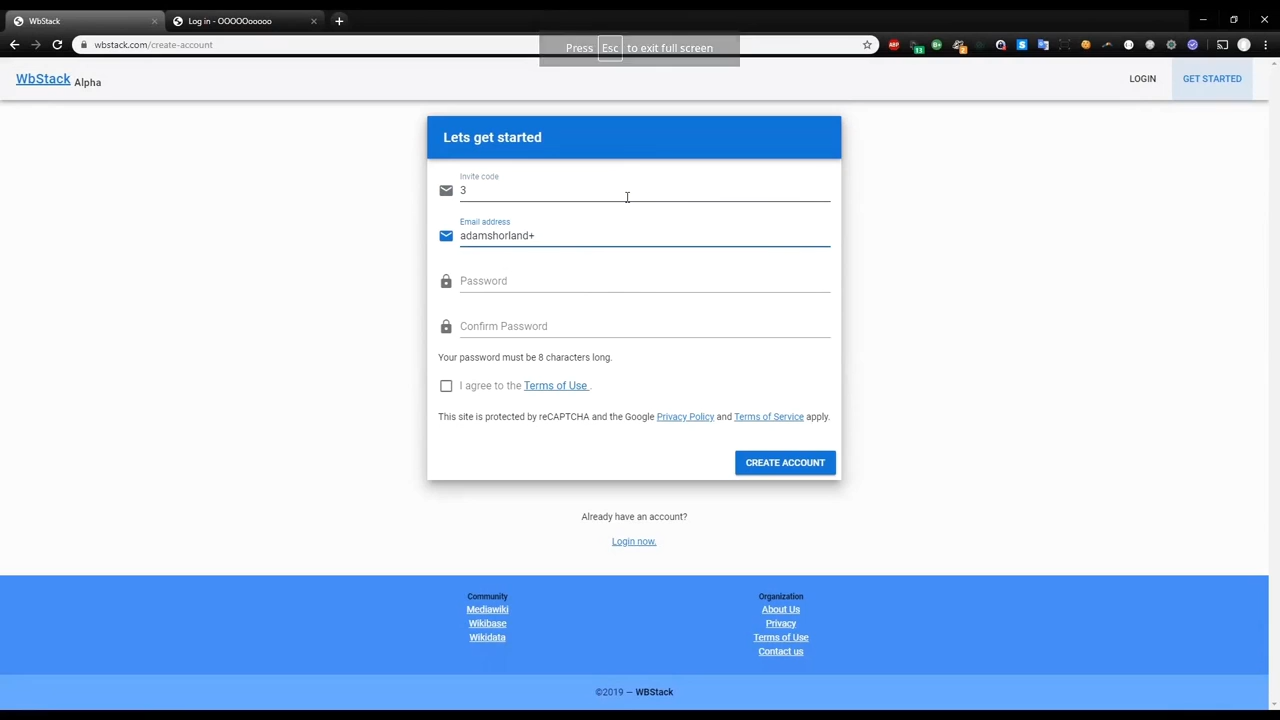 WbStack
Log in - OOOOOooooo
wbstack.com/create-account
Press Esc to exit full screen
WbStack Alpha
LOGIN
GET STARTED
Lets get started
Invite code
3
Email address
adamshorland+
Password
Confirm Password
Your password must be 8 characters long.
I agree to the Terms of Use .
This site is protected by reCAPTCHA and the Google Privacy Policy and Terms of Service apply.
CREATE ACCOUNT
Already have an account?
Login now.
Community
Mediawiki
Wikibase
Wikidata
Organization
About Us
Privacy
Terms of Use
Contact us
©2019 — WBStack